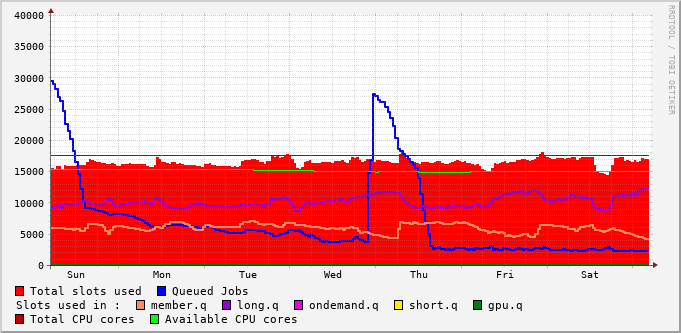 RRDTOOL / TOBI OETIKER
40000
35000
30000
25000
20000
15000
10000
5000
0
Sun Mon Tue Wed Thu Fri Sat
Total slots used Queued Jobs
Slots used in : member.q long.q ondemand.q short.q gpu.q
Total CPU cores Available CPU cores